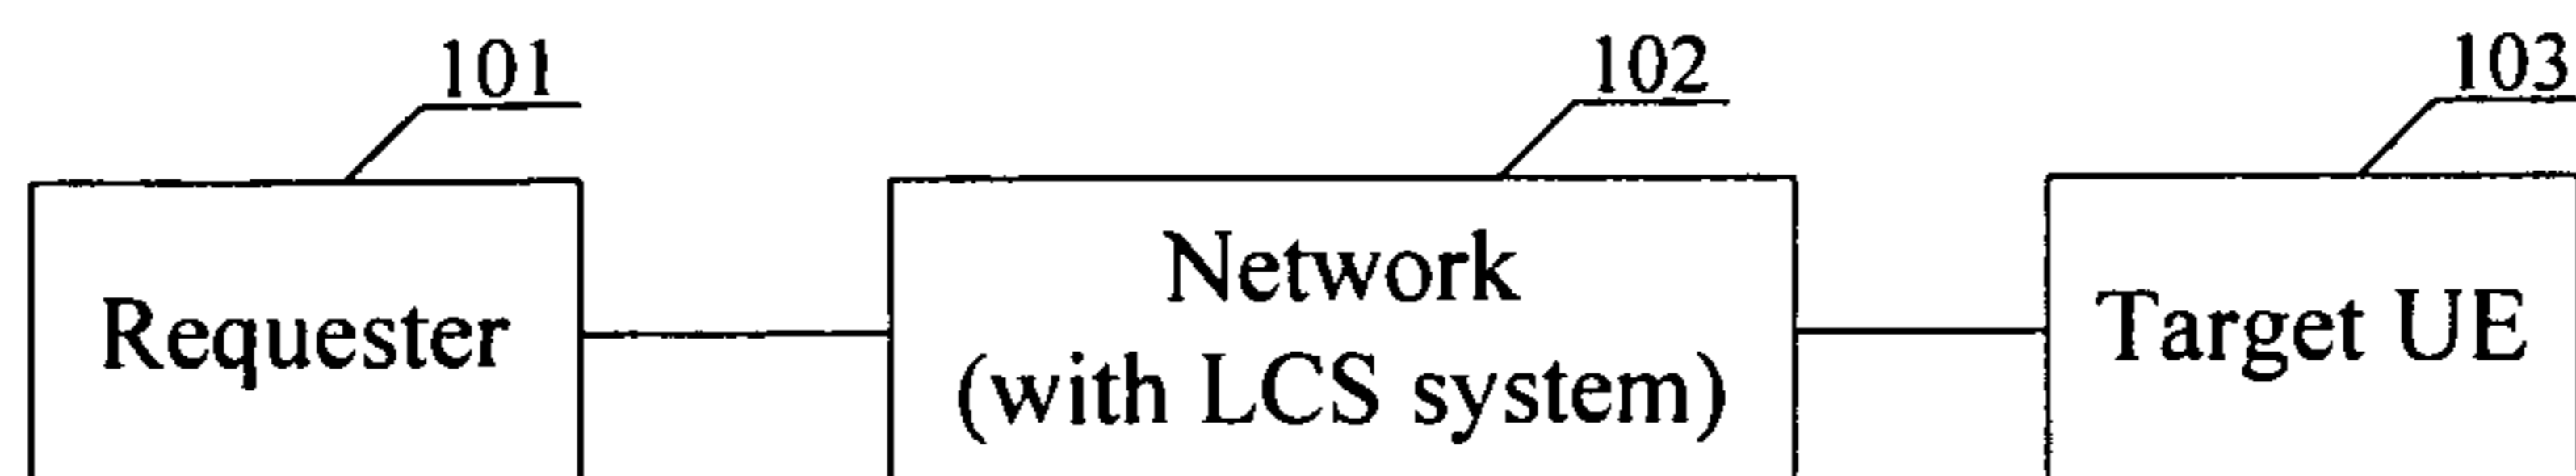 101
102
103
Requester
Network
(with LCS system)
Target UE